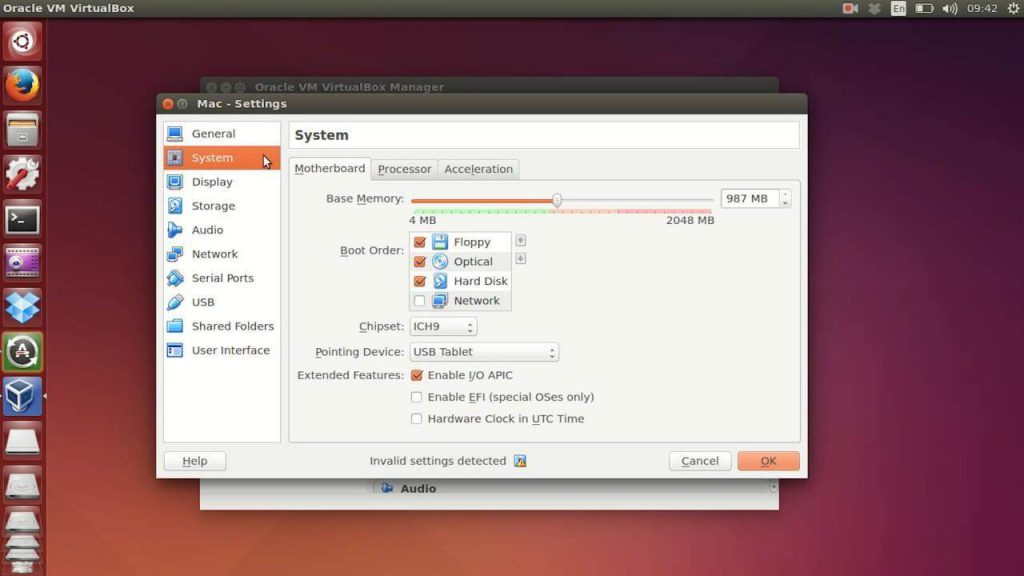 Oracle VM VirtualBox
En
09:42
Oracle VM VirtualBox Manager
Mac - Settings
General
System
Display
Storage
Audio
Network
Serial Ports
USB
Shared Folders
User Interface
System
Motherboard
Processor
Acceleration
Base Memory:
987 MB
4 MB
2048 MB
Boot Order:
Floppy
Optical
Hard Disk
Network
Chipset:
ICH9
Pointing Device:
USB Tablet
Extended Features:
Enable I/O APIC
Enable EFI (special OSes only)
Hardware Clock in UTC Time
Help
Invalid settings detected
Cancel
OK
Audio